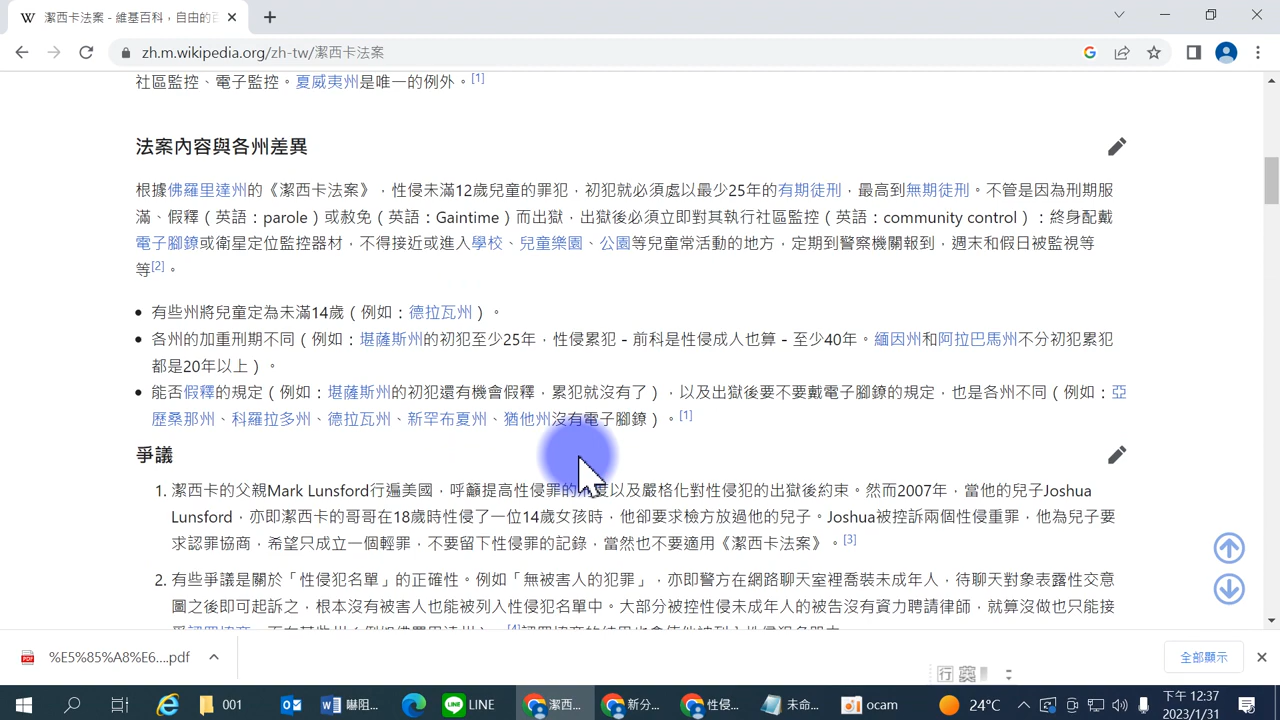 潔西卡法案 - 維基百科，自由的百
zh.m.wikipedia.org/zh-tw/潔西卡法案
社區監控、電子監控。夏威夷州是唯一的例外。[1]
法案內容與各州差異
根據佛羅里達州的《潔西卡法案》，性侵未滿12歲兒童的罪犯，初犯就必須處以最少25年的有期徒刑，最高到無期徒刑。不管是因為刑期服
滿、假釋（英語：parole）或赦免（英語：Gaintime）而出獄，出獄後必須立即對其執行社區監控（英語：community control）：終身配戴
電子腳鐐或衛星定位監控器材，不得接近或進入學校、兒童樂園、公園等兒童常活動的地方，定期到警察機關報到，週末和假日被監視等
等[2]。
有些州將兒童定為未滿14歲（例如：德拉瓦州）。
各州的加重刑期不同（例如：堪薩斯州的初犯至少25年，性侵累犯－前科是性侵成人也算－至少40年。緬因州和阿拉巴馬州不分初犯累犯
都是20年以上）。
能否假釋的規定（例如：堪薩斯州的初犯還有機會假釋，累犯就沒有了），以及出獄後要不要戴電子腳鐐的規定，也是各州不同（例如：亞
歷桑那州、科羅拉多州、德拉瓦州、新罕布夏州、猶他州沒有電子腳鐐）。[1]
爭議
1. 潔西卡的父親Mark Lunsford行遍美國，呼籲提高性侵罪的刑度以及嚴格化對性侵犯的出獄後約束。然而2007年，當他的兒子Joshua
Lunsford，亦即潔西卡的哥哥在18歲時性侵了一位14歲女孩時，他卻要求檢方放過他的兒子。Joshua被控訴兩個性侵重罪，他為兒子要
求認罪協商，希望只成立一個輕罪，不要留下性侵罪的記錄，當然也不要適用《潔西卡法案》。[3]
2. 有些爭議是關於「性侵犯名單」的正確性。例如「無被害人的犯罪」，亦即警方在網路聊天室裡喬裝未成年人，待聊天對象表露性交意
圖之後即可起訴之，根本沒有被害人也能被列入性侵犯名單中。大部分被控性侵未成年人的被告沒有資力聘請律師，就算沒做也只能接
%E5%85%A8%E6....pdf
全部顯示
行 英
001
嚇阻...
LINE
潔西...
新分...
性侵...
未命...
ocam
24°C
下午 12:37
2023/1/31